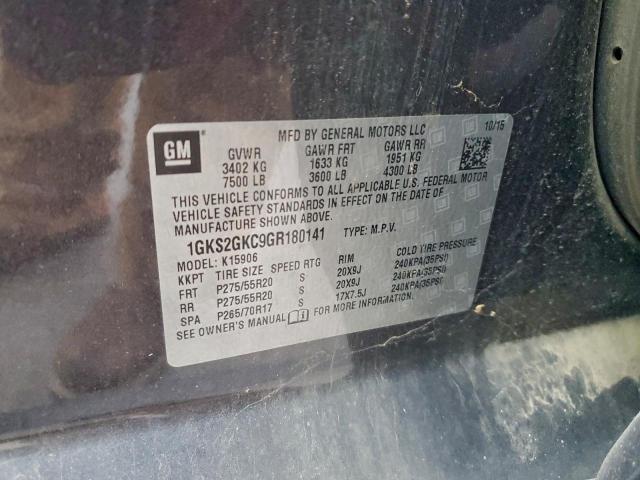 GM
MFD BY GENERAL MOTORS LLC 10/15
GVWR GAWR FRT GAWR RR
3402 KG 1633 KG 1951 KG
7500 LB 3600 LB 4300 LB
THIS VEHICLE CONFORMS TO ALL APPLICABLE U.S. FEDERAL MOTOR
VEHICLE SAFETY STANDARDS IN EFFECT ON THE DATE OF
MANUFACTURE SHOWN ABOVE.
1GKS2GKC9GR180141 TYPE: M.P.V.
MODEL: K15906
KKPT TIRE SIZE SPEED RTG RIM COLD TIRE PRESSURE
FRT P275/55R20 S 20X9J 240KPA(35PSI)
RR P275/55R20 S 20X9J 240KPA(35PSI)
SPA P265/70R17 S 17X7.5J 240KPA(35PSI)
SEE OWNER'S MANUAL FOR MORE INFORMATION.